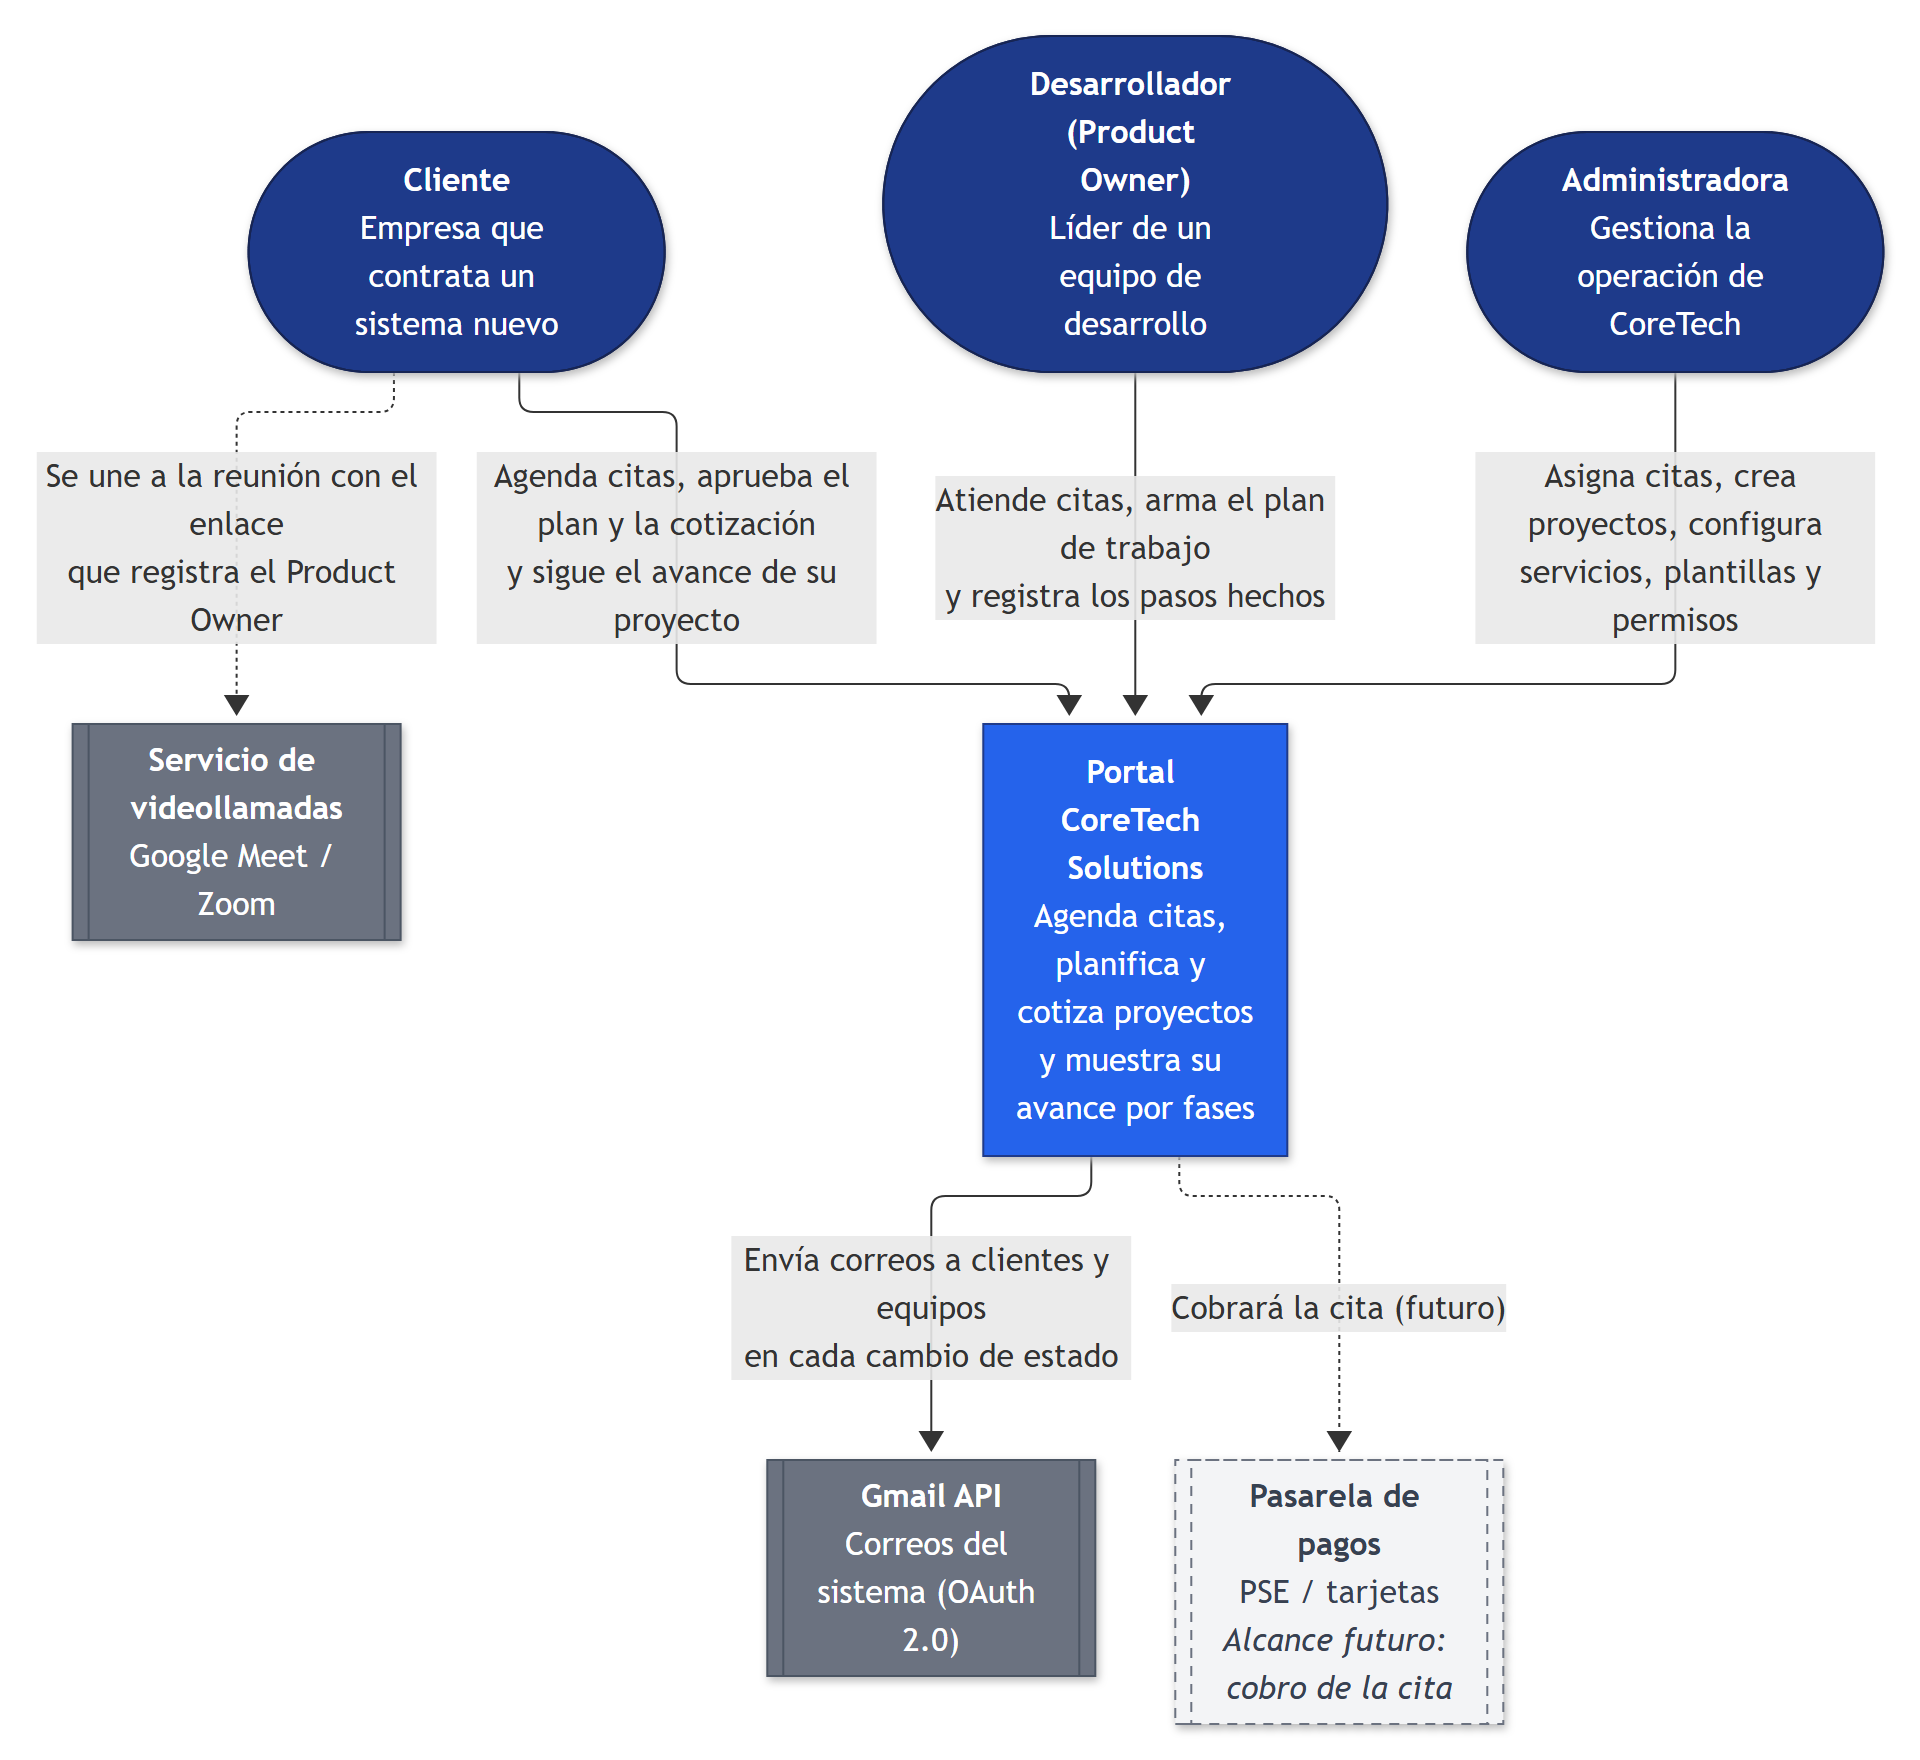 Cliente
Empresa que
contrata un
sistema nuevo
Desarrollador
(Product
Owner)
Líder de un
equipo de
desarrollo
Administradora
Gestiona la
operación de
CoreTech
Se une a la reunión con el
enlace
que registra el Product
Owner
Agenda citas, aprueba el
plan y la cotización
y sigue el avance de su
proyecto
Atiende citas, arma el plan
de trabajo
y registra los pasos hechos
Asigna citas, crea
proyectos, configura
servicios, plantillas y
permisos
Servicio de
videollamadas
Google Meet /
Zoom
Portal
CoreTech
Solutions
Agenda citas,
planifica y
cotiza proyectos
y muestra su
avance por fases
Envía correos a clientes y
equipos
en cada cambio de estado
Cobrará la cita (futuro)
Gmail API
Correos del
sistema (OAuth
2.0)
Pasarela de
pagos
PSE / tarjetas
Alcance futuro:
cobro de la cita